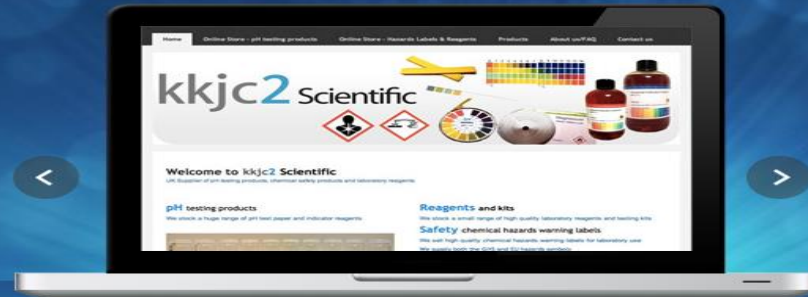 Home Online Store - pH testing products Online Store - Hazards Labels & Reagents Products About us/FAQ Contact us
kkjc2 Scientific
Welcome to kkjc2 Scientific
UK Supplier of pH testing products, chemical safety products and laboratory reagents
pH testing products
We stock a huge range of pH test paper and indicator reagents
Reagents and kits
We stock a small range of high quality laboratory reagents and testing kits
Safety chemical hazards warning labels
We sell high quality chemical hazards warning labels for laboratory use
We supply both the GHS and EU hazards symbols